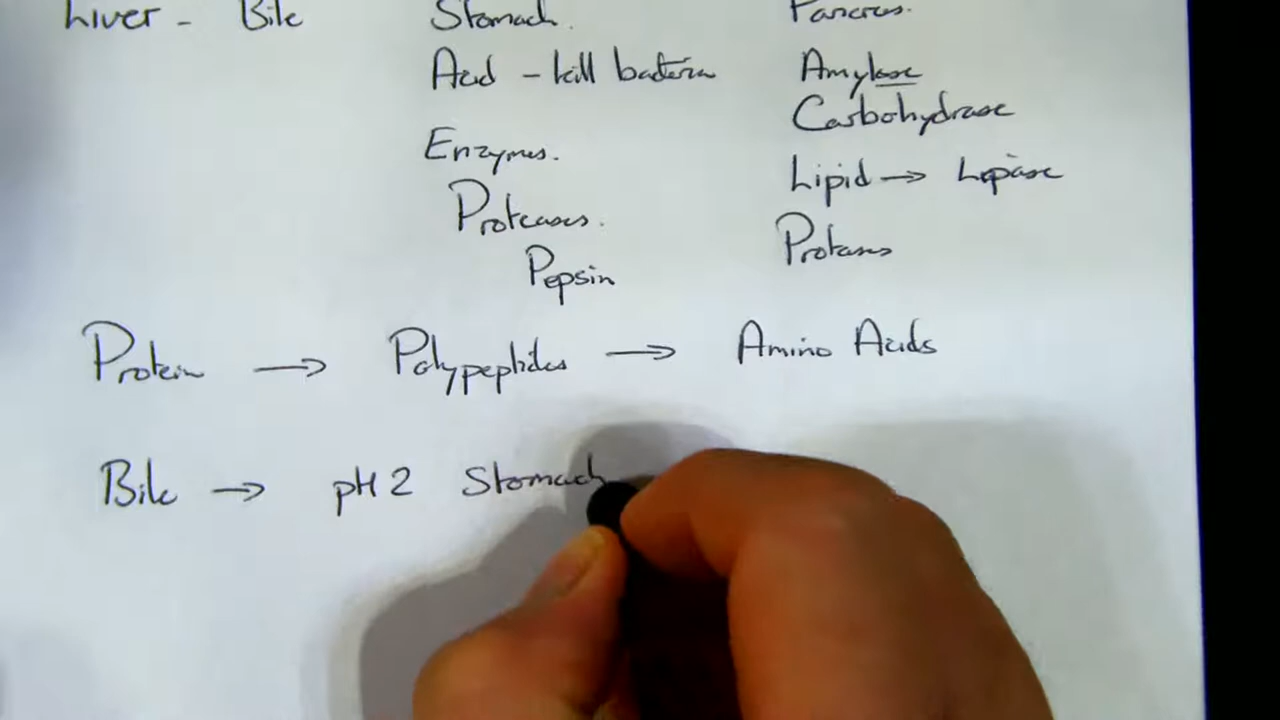 Liver - Bile
Stomach.
Acid - kill bacteria
Enzymes.
Proteases.
Pepsin
Pancreas.
Amylase
Carbohydrase
Lipid → Lipase
Proteases
Protein → Polypeptides → Amino Acids
Bile → pH 2 Stomach